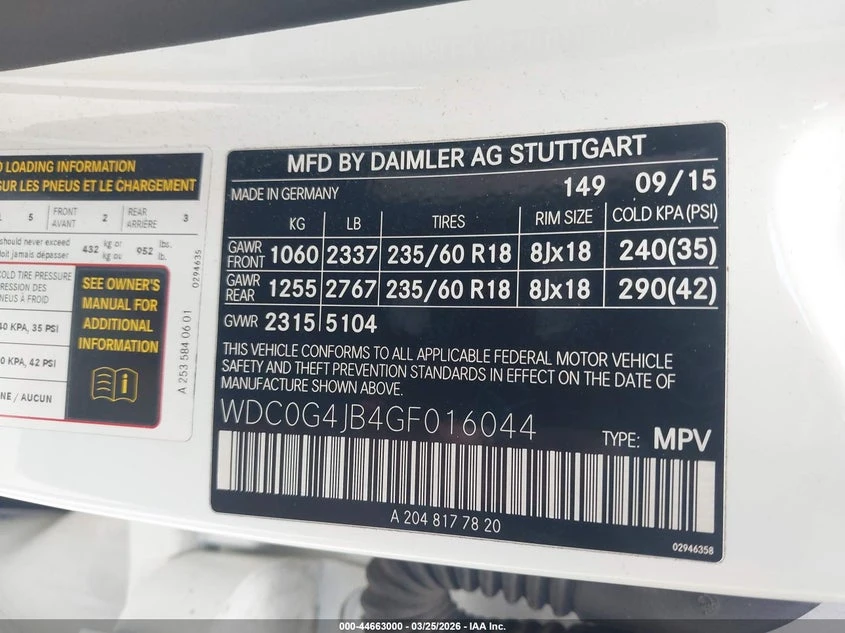 O LOADING INFORMATION
SUR LES PNEUS ET LE CHARGEMENT
5 FRONT AVANT 2 REAR ARRIÈRE 3
should never exceed
doit jamais dépasser 432 kg or kg ou 952 lbs. lb.
COLD TIRE PRESSURE
PRESSION DES
PNEUS À FROID
40 KPA, 35 PSI
0 KPA, 42 PSI
NONE / AUCUN
SEE OWNER'S
MANUAL FOR
ADDITIONAL
INFORMATION
0294635
A 253 584 06 01
MFD BY DAIMLER AG STUTTGART
MADE IN GERMANY 149 09/15
KG LB TIRES RIM SIZE COLD KPA(PSI)
GAWR FRONT 1060 2337 235/60 R18 8Jx18 240(35)
GAWR REAR 1255 2767 235/60 R18 8Jx18 290(42)
GVWR 2315 5104
THIS VEHICLE CONFORMS TO ALL APPLICABLE FEDERAL MOTOR VEHICLE
SAFETY AND THEFT PREVENTION STANDARDS IN EFFECT ON THE DATE OF
MANUFACTURE SHOWN ABOVE.
WDC0G4JB4GF016044
TYPE: MPV
A 204 817 78 20
02946358
000-44663000 - 03/25/2026 - IAA Inc.